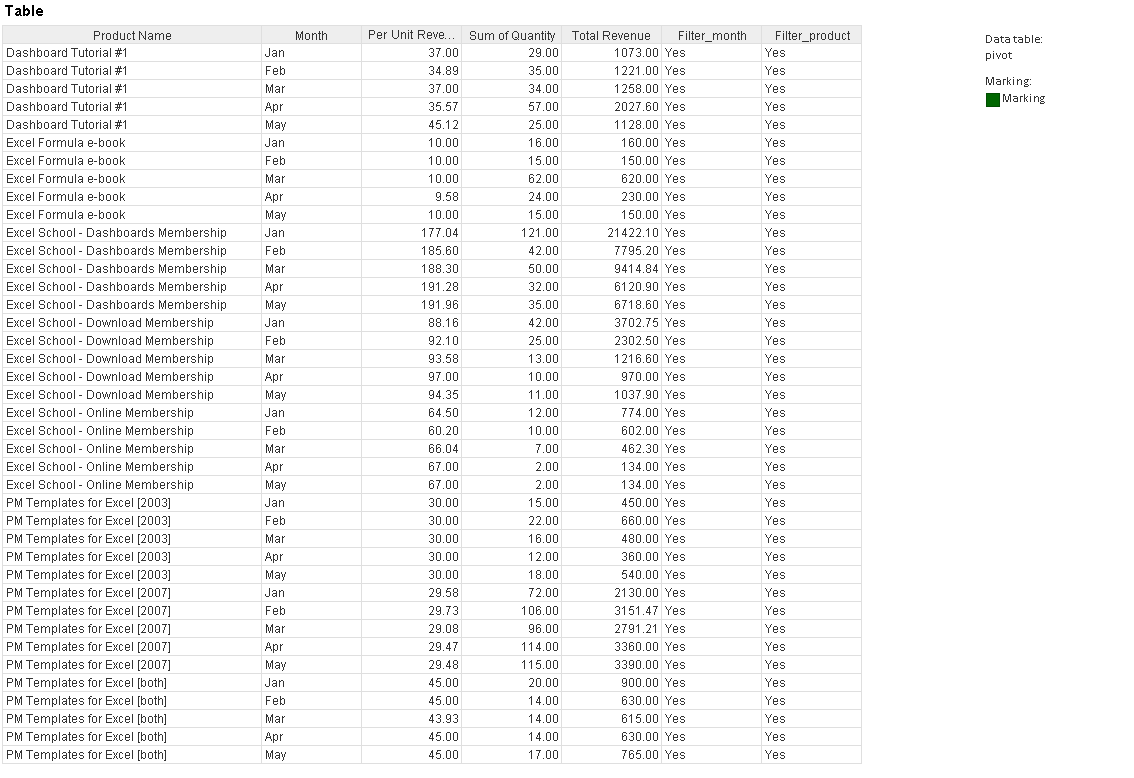 Table
Product Name Month Per Unit Reve... Sum of Quantity Total Revenue Filter_month Filter_product
Dashboard Tutorial #1 Jan 37.00 29.00 1073.00 Yes Yes
Dashboard Tutorial #1 Feb 34.89 35.00 1221.00 Yes Yes
Dashboard Tutorial #1 Mar 37.00 34.00 1258.00 Yes Yes
Dashboard Tutorial #1 Apr 35.57 57.00 2027.60 Yes Yes
Dashboard Tutorial #1 May 45.12 25.00 1128.00 Yes Yes
Excel Formula e-book Jan 10.00 16.00 160.00 Yes Yes
Excel Formula e-book Feb 10.00 15.00 150.00 Yes Yes
Excel Formula e-book Mar 10.00 62.00 620.00 Yes Yes
Excel Formula e-book Apr 9.58 24.00 230.00 Yes Yes
Excel Formula e-book May 10.00 15.00 150.00 Yes Yes
Excel School - Dashboards Membership Jan 177.04 121.00 21422.10 Yes Yes
Excel School - Dashboards Membership Feb 185.60 42.00 7795.20 Yes Yes
Excel School - Dashboards Membership Mar 188.30 50.00 9414.84 Yes Yes
Excel School - Dashboards Membership Apr 191.28 32.00 6120.90 Yes Yes
Excel School - Dashboards Membership May 191.96 35.00 6718.60 Yes Yes
Excel School - Download Membership Jan 88.16 42.00 3702.75 Yes Yes
Excel School - Download Membership Feb 92.10 25.00 2302.50 Yes Yes
Excel School - Download Membership Mar 93.58 13.00 1216.60 Yes Yes
Excel School - Download Membership Apr 97.00 10.00 970.00 Yes Yes
Excel School - Download Membership May 94.35 11.00 1037.90 Yes Yes
Excel School - Online Membership Jan 64.50 12.00 774.00 Yes Yes
Excel School - Online Membership Feb 60.20 10.00 602.00 Yes Yes
Excel School - Online Membership Mar 66.04 7.00 462.30 Yes Yes
Excel School - Online Membership Apr 67.00 2.00 134.00 Yes Yes
Excel School - Online Membership May 67.00 2.00 134.00 Yes Yes
PM Templates for Excel [2003] Jan 30.00 15.00 450.00 Yes Yes
PM Templates for Excel [2003] Feb 30.00 22.00 660.00 Yes Yes
PM Templates for Excel [2003] Mar 30.00 16.00 480.00 Yes Yes
PM Templates for Excel [2003] Apr 30.00 12.00 360.00 Yes Yes
PM Templates for Excel [2003] May 30.00 18.00 540.00 Yes Yes
PM Templates for Excel [2007] Jan 29.58 72.00 2130.00 Yes Yes
PM Templates for Excel [2007] Feb 29.73 106.00 3151.47 Yes Yes
PM Templates for Excel [2007] Mar 29.08 96.00 2791.21 Yes Yes
PM Templates for Excel [2007] Apr 29.47 114.00 3360.00 Yes Yes
PM Templates for Excel [2007] May 29.48 115.00 3390.00 Yes Yes
PM Templates for Excel [both] Jan 45.00 20.00 900.00 Yes Yes
PM Templates for Excel [both] Feb 45.00 14.00 630.00 Yes Yes
PM Templates for Excel [both] Mar 43.93 14.00 615.00 Yes Yes
PM Templates for Excel [both] Apr 45.00 14.00 630.00 Yes Yes
PM Templates for Excel [both] May 45.00 17.00 765.00 Yes Yes
Data table:
pivot
Marking:
Marking